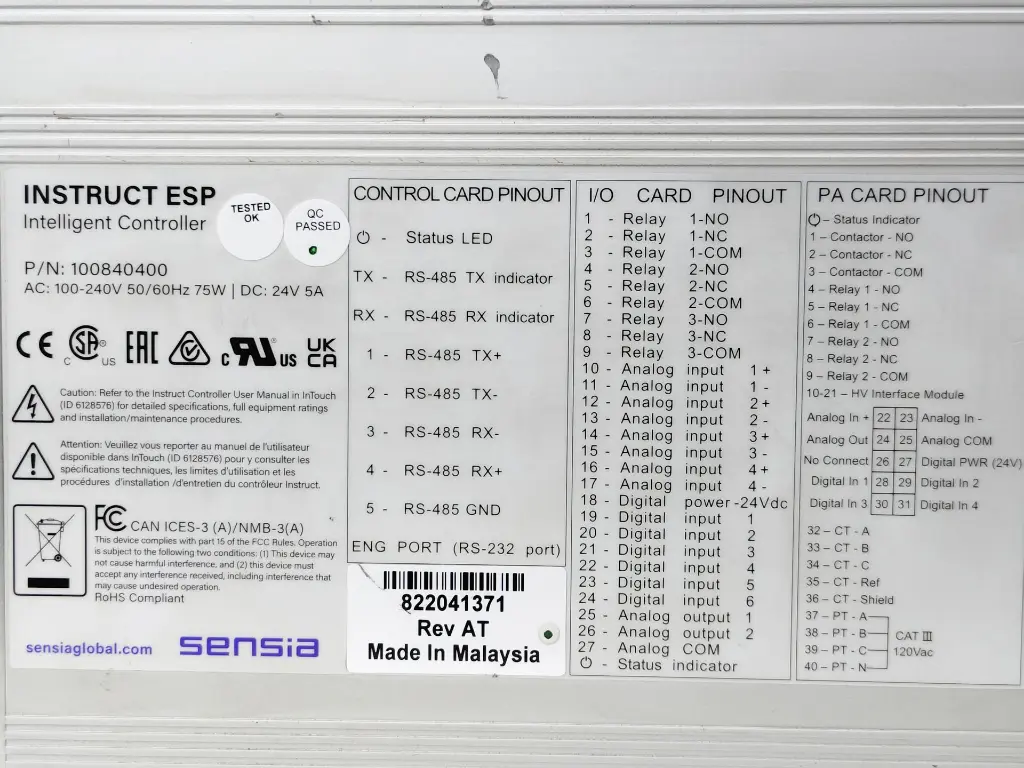 INSTRUCT ESP
Intelligent Controller
TESTED
OK
QC
PASSED
P/N: 100840400
AC: 100-240V 50/60Hz 75W | DC: 24V 5A
CE
c SA ® us
EAC
c RU US
UK
CA
Caution: Refer to the Instruct Controller User Manual in InTouch
(ID 6128576) for detailed specifications, full equipment ratings
and installation/maintenance procedures.
Attention: Veuillez vous reporter au manuel de l'utilisateur
disponible dans InTouch (ID 6128576) pour y consulter les
spécifications techniques, les limites d'utilisation et les
procédures d'installation /d'entretien du contrôleur Instruct.
FC CAN ICES-3 (A)/NMB-3(A)
This device complies with part 15 of the FCC Rules. Operation
is subject to the following two conditions: (1) This device may
not cause harmful interference, and (2) this device must
accept any interference received, including interference that
may cause undesired operation.
RoHS Compliant
sensiaglobal.com
sensia
CONTROL CARD PINOUT
- Status LED
TX - RS-485 TX indicator
RX - RS-485 RX indicator
1 - RS-485 TX+
2 - RS-485 TX-
3 - RS-485 RX-
4 - RS-485 RX+
5 - RS-485 GND
ENG PORT (RS-232 port)
822041371
Rev AT
Made In Malaysia
I/O CARD PINOUT
1 - Relay 1-NO
2 - Relay 1-NC
3 - Relay 1-COM
4 - Relay 2-NO
5 - Relay 2-NC
6 - Relay 2-COM
7 - Relay 3-NO
8 - Relay 3-NC
9 - Relay 3-COM
10 - Analog input 1 +
11 - Analog input 1 -
12 - Analog input 2 +
13 - Analog input 2 -
14 - Analog input 3 +
15 - Analog input 3 -
16 - Analog input 4 +
17 - Analog input 4 -
18 - Digital power -24Vdc
19 - Digital input 1
20 - Digital input 2
21 - Digital input 3
22 - Digital input 4
23 - Digital input 5
24 - Digital input 6
25 - Analog output 1
26 - Analog output 2
27 - Analog COM
- Status indicator
PA CARD PINOUT
– Status Indicator
1 – Contactor - NO
2 – Contactor - NC
3 – Contactor - COM
4 – Relay 1 - NO
5 – Relay 1 - NC
6 – Relay 1 - COM
7 – Relay 2 - NO
8 – Relay 2 - NC
9 – Relay 2 - COM
10-21 – HV Interface Module
Analog In + 22 23 Analog In -
Analog Out 24 25 Analog COM
No Connect 26 27 Digital PWR (24V)
Digital In 1 28 29 Digital In 2
Digital In 3 30 31 Digital In 4
32 – CT - A
33 – CT - B
34 – CT - C
35 – CT - Ref
36 – CT - Shield
37 – PT - A
38 – PT - B
39 – PT - C
40 – PT - N
CAT III
120Vac